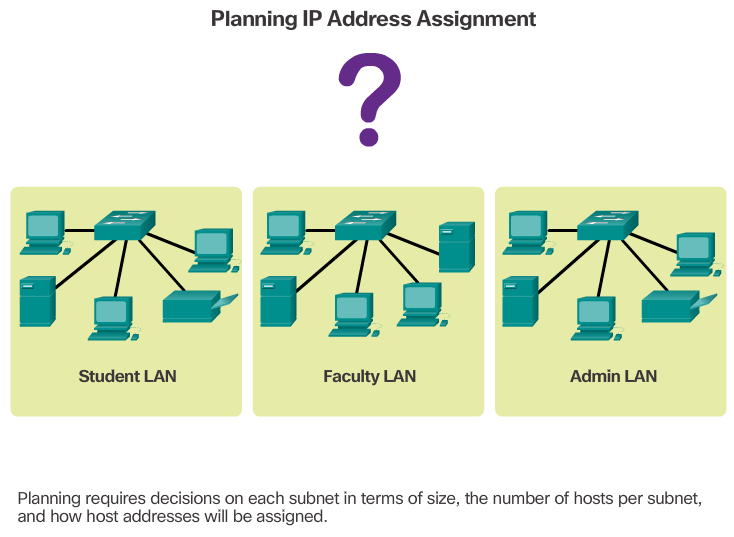 Planning IP Address Assignment
?
Student LAN
Faculty LAN
Admin LAN
Planning requires decisions on each subnet in terms of size, the number of hosts per subnet,
and how host addresses will be assigned.